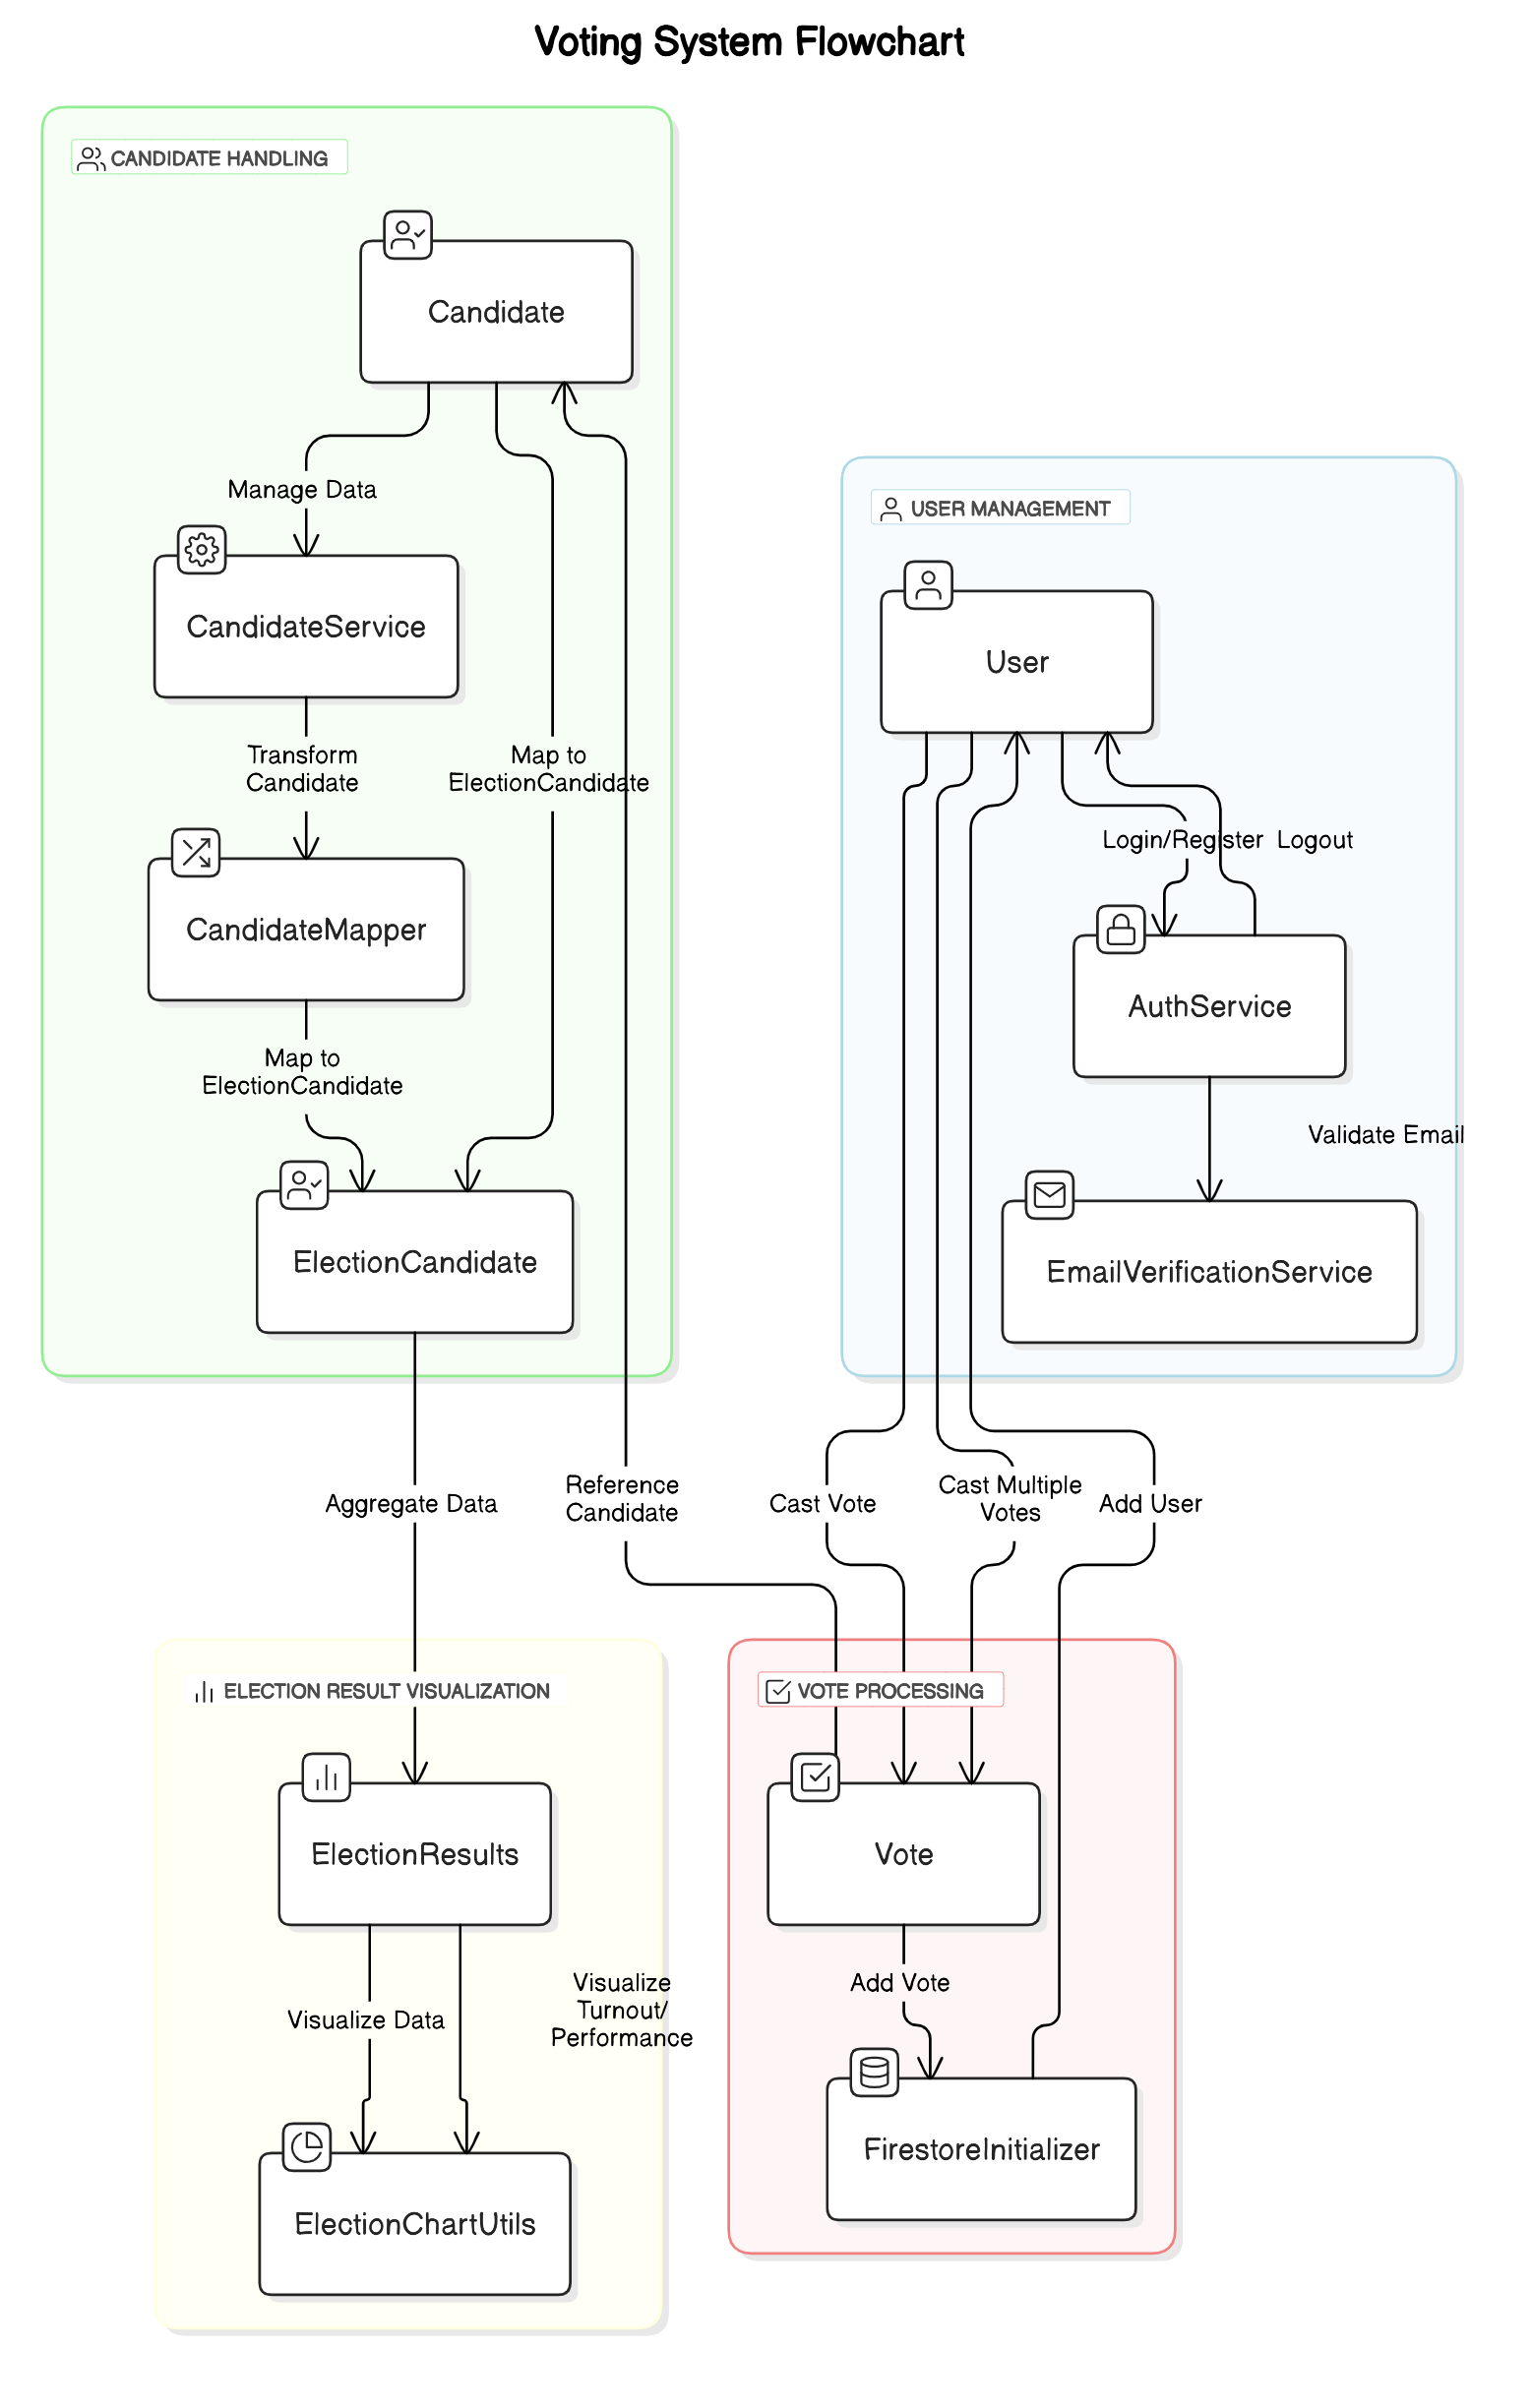 Voting System Flowchart
CANDIDATE HANDLING
Candidate
Manage Data
CandidateService
Transform
Candidate
Map to
ElectionCandidate
CandidateMapper
Map to
ElectionCandidate
ElectionCandidate
USER MANAGEMENT
User
Login/Register
Logout
AuthService
Validate Email
EmailVerificationService
Aggregate Data
Reference
Candidate
Cast Vote
Cast Multiple
Votes
Add User
ELECTION RESULT VISUALIZATION
ElectionResults
Visualize Data
Visualize
Turnout/
Performance
ElectionChartUtils
VOTE PROCESSING
Vote
Add Vote
FirestoreInitializer